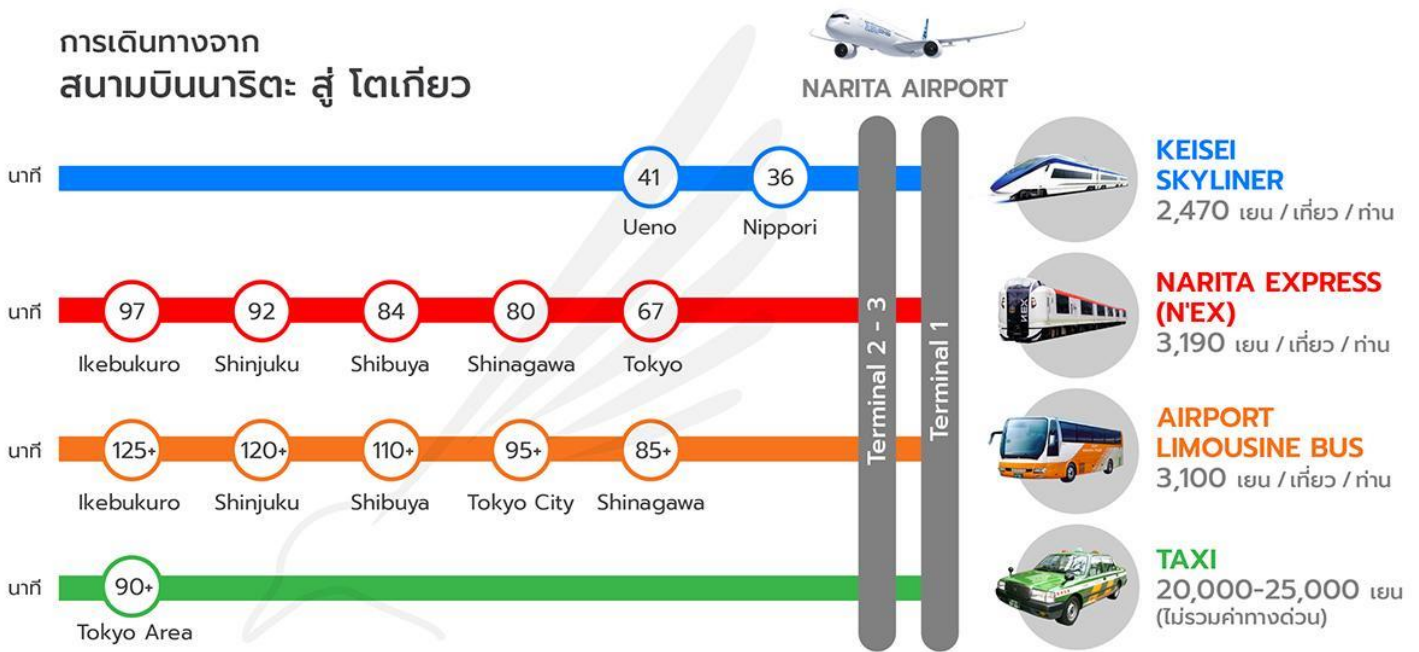 การเดินทางจาก
สนามบินนาริตะ สู่ โตเกียว
NARITA AIRPORT
นาที
41
36
Ueno
Nippori
KEISEI
SKYLINER
2,470 เยน / เที่ยว / ท่าน
นาที
97
92
84
80
67
Ikebukuro
Shinjuku
Shibuya
Shinagawa
Tokyo
NARITA EXPRESS
(N'EX)
3,190 เยน / เที่ยว / ท่าน
Terminal 2 - 3
Terminal 1
นาที
125+
120+
110+
95+
85+
Ikebukuro
Shinjuku
Shibuya
Tokyo City
Shinagawa
AIRPORT
LIMOUSINE BUS
3,100 เยน / เที่ยว / ท่าน
นาที
90+
Tokyo Area
TAXI
20,000-25,000 เยน
(ไม่รวมค่าทางด่วน)